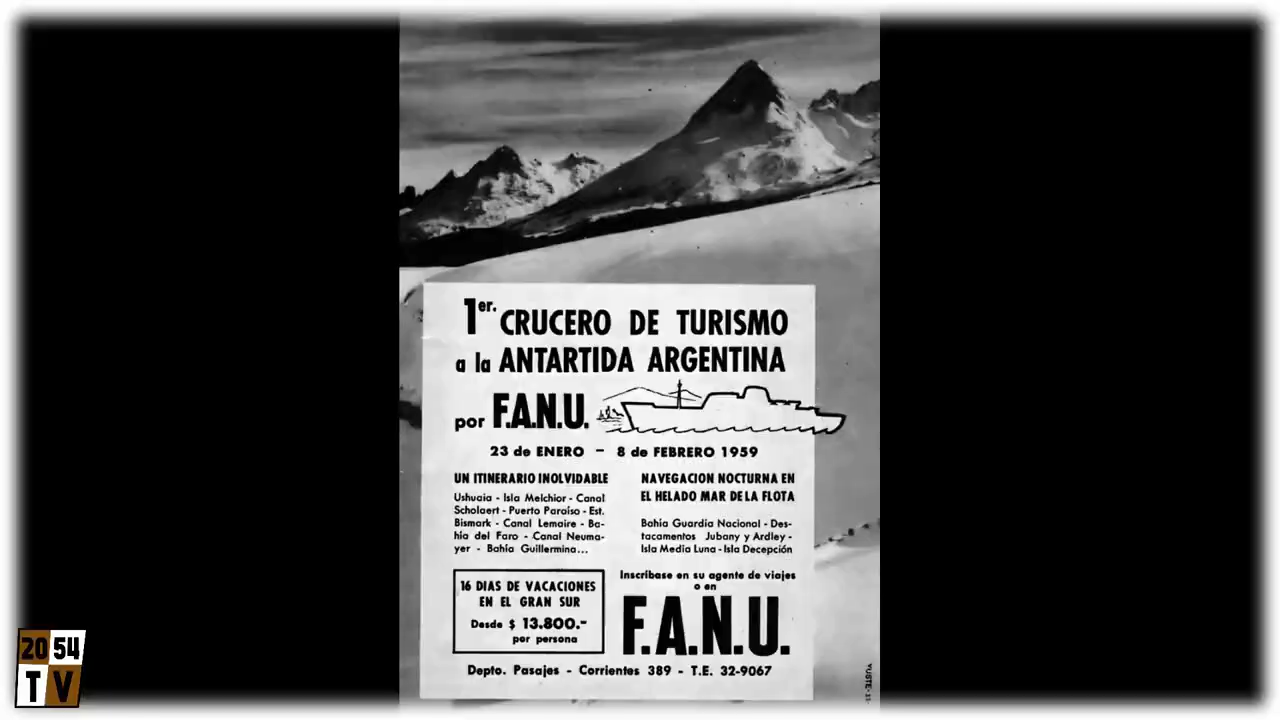 1er. CRUCERO DE TURISMO
a la ANTARTIDA ARGENTINA
por F.A.N.U.
23 de ENERO – 8 de FEBRERO 1959
UN ITINERARIO INOLVIDABLE
Ushuaia - Isla Melchior - Canal
Scholaert - Puerto Paraíso - Est.
Bismark - Canal Lemaire - Ba-
hía del Faro - Canal Neuma-
yer - Bahía Guillermina...
NAVEGACION NOCTURNA EN
EL HELADO MAR DE LA FLOTA
Bahía Guardia Nacional - Des-
tacamentos Jubany y Ardley -
Isla Media Luna - Isla Decepción
16 DIAS DE VACACIONES
EN EL GRAN SUR
Desde $ 13.800.-
por persona
Inscríbase en su agente de viajes
o en
F.A.N.U.
Depto. Pasajes - Corrientes 389 - T.E. 32-9067
YUSTE
20 54
TV